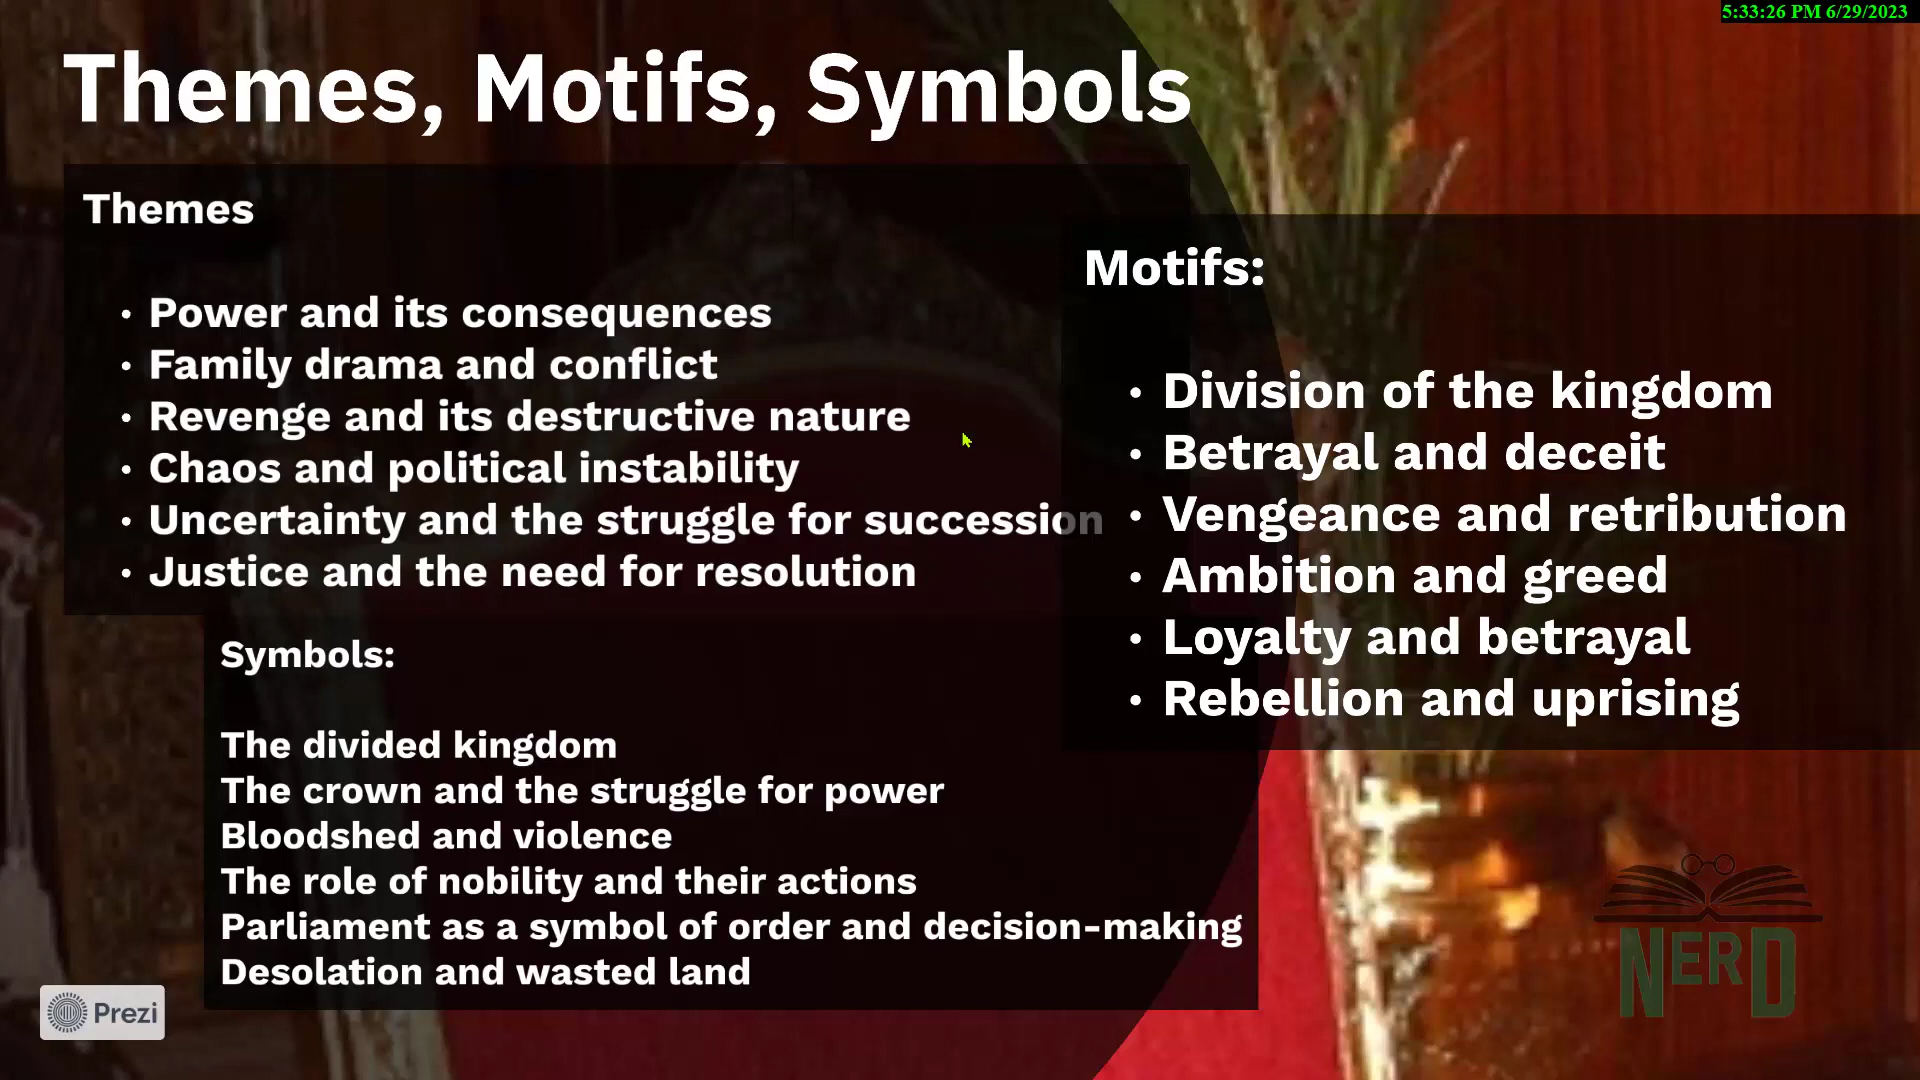 5:33:26 PM 6/29/2023
Themes, Motifs, Symbols
Themes
• Power and its consequences
• Family drama and conflict
• Revenge and its destructive nature
• Chaos and political instability
• Uncertainty and the struggle for succession
• Justice and the need for resolution
Motifs:
• Division of the kingdom
• Betrayal and deceit
• Vengeance and retribution
• Ambition and greed
• Loyalty and betrayal
• Rebellion and uprising
Symbols:
The divided kingdom
The crown and the struggle for power
Bloodshed and violence
The role of nobility and their actions
Parliament as a symbol of order and decision-making
Desolation and wasted land
Prezi
NERD